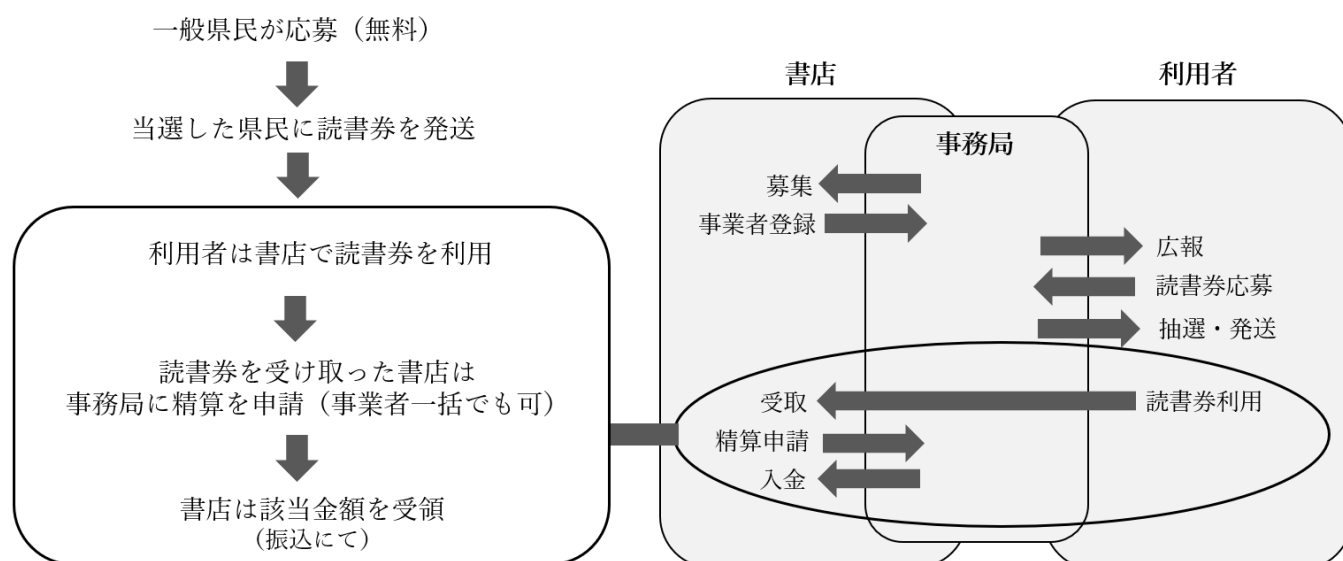 一般県民が応募（無料）
当選した県民に読書券を発送
利用者は書店で読書券を利用
読書券を受け取った書店は
事務局に精算を申請（事業者一括でも可）
書店は該当金額を受領
（振込にて）
書店
利用者
事務局
募集
事業者登録
広報
読書券応募
抽選・発送
受取
読書券利用
精算申請
入金